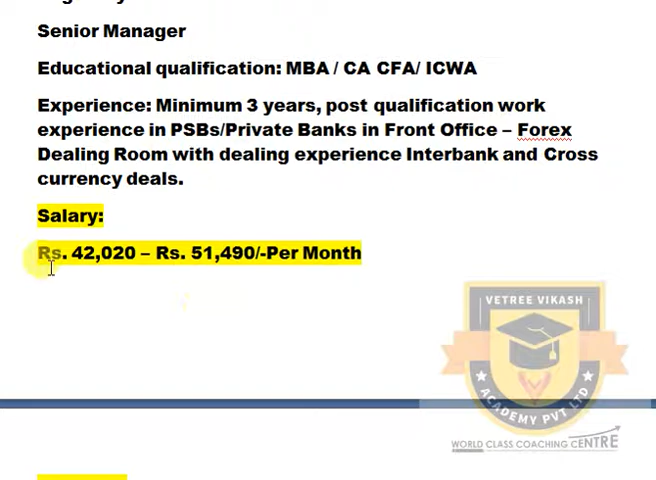 Senior Manager
Educational qualification: MBA / CA CFA/ ICWA
Experience: Minimum 3 years, post qualification work
experience in PSBs/Private Banks in Front Office – Forex
Dealing Room with dealing experience Interbank and Cross
currency deals.
Salary:
Rs. 42,020 – Rs. 51,490/-Per Month
VETREE VIKASH
ACADEMY PVT LTD
WORLD CLASS COACHING CENTRE